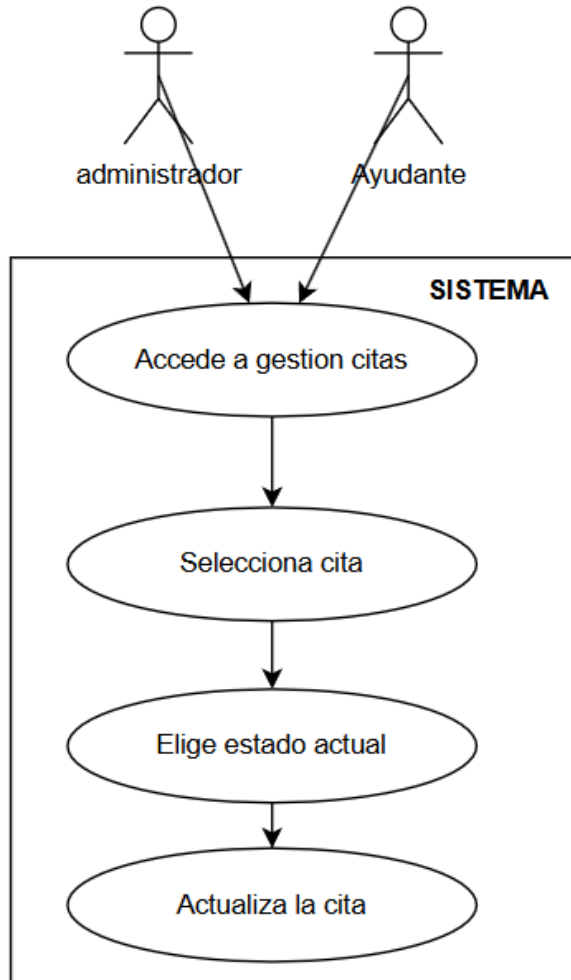 administrador
Ayudante
SISTEMA
Accede a gestion citas
Selecciona cita
Elige estado actual
Actualiza la cita